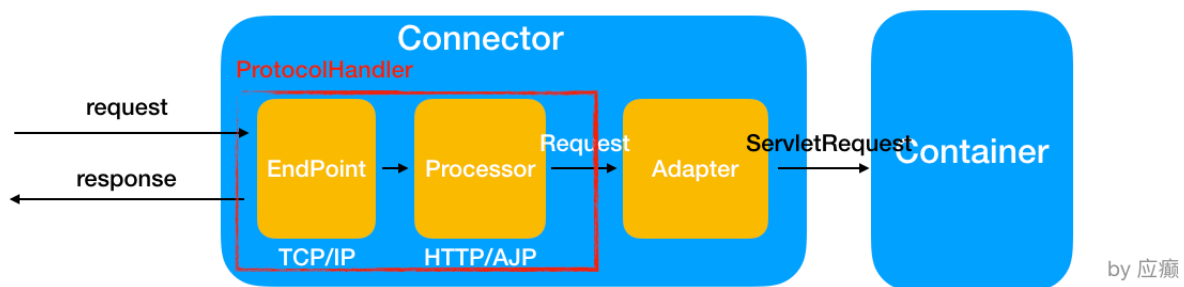 Connector
ProtocolHandler
request
response
EndPoint
Processor
Request
Adapter
ServletRequest
Container
TCP/IP
HTTP/AJP
by 应癫